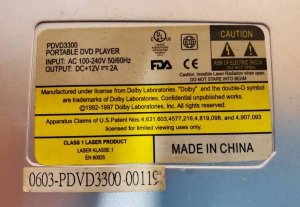 PDVD3300
PORTABLE DVD PLAYER
INPUT: AC 100-240V 50/60Hz
OUTPUT: DC+12V 2A
CAUTION
RISK OF ELECTRIC SHOCK
DO NOT OPEN
UL
FDA
CE
Caution: Invisible Laser Radiation when open
DO NOT stare into beam
Manufactured under license from Dolby Laboratories. "Dolby" and the double-D symbol
are trademarks of Dolby Laboratories. Confidential unpublished works.
©1992-1997 Dolby Laboratories, Inc. All rights reserved.
Apparatus Claims of U.S. Patent Nos. 4,631,603,4577,216,4,819,098, and 4,907,093
licensed for limited viewing uses only.
CLASS 1 LASER PRODUCT
LASER KLASSE 1
EN 60825
MADE IN CHINA
0603-PDVD3300-00119